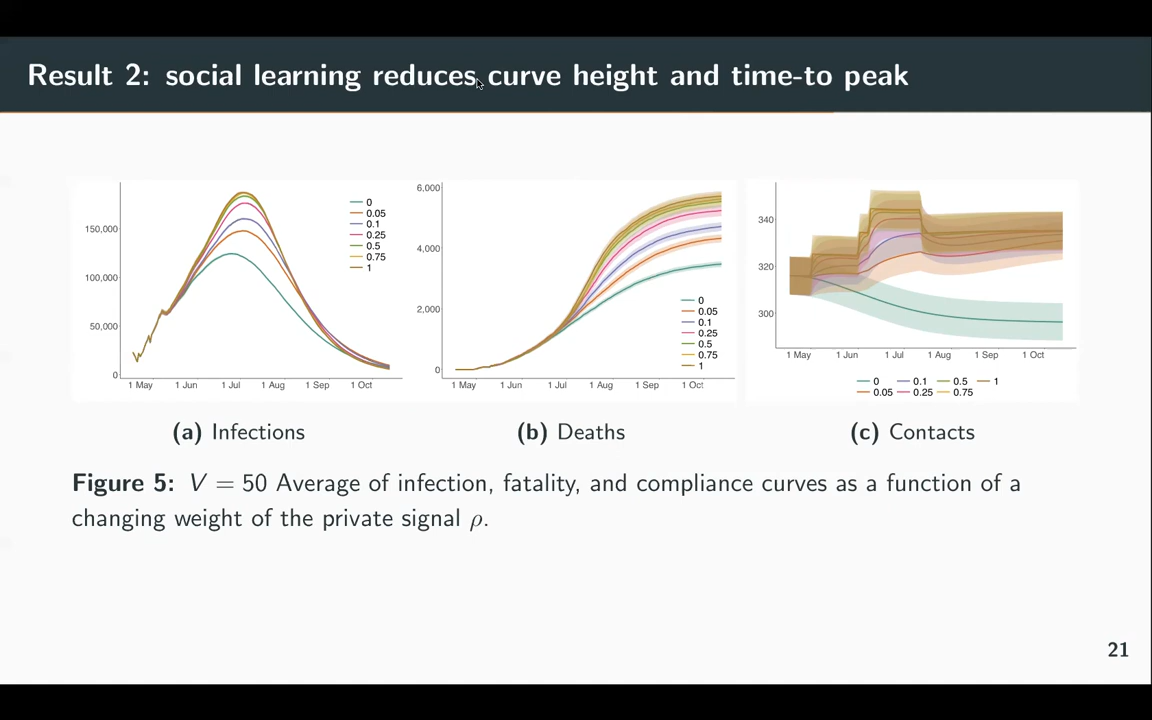 Result 2: social learning reduces curve height and time-to peak
150,000
100,000
50,000
0
1 May 1 Jun 1 Jul 1 Aug 1 Sep 1 Oct
0
0.05
0.1
0.25
0.5
0.75
1
6,000
4,000
2,000
0
1 May 1 Jun 1 Jul 1 Aug 1 Sep 1 Oct
0
0.05
0.1
0.25
0.5
0.75
1
340
320
300
1 May 1 Jun 1 Jul 1 Aug 1 Sep 1 Oct
0 0.1 0.5 1
0.05 0.25 0.75
(a) Infections
(b) Deaths
(c) Contacts
Figure 5: V = 50 Average of infection, fatality, and compliance curves as a function of a
changing weight of the private signal ρ.
21